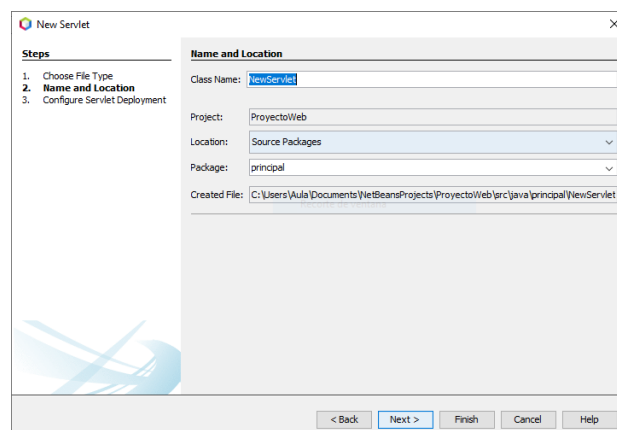 New Servlet
Steps
1. Choose File Type
2. Name and Location
3. Configure Servlet Deployment
Name and Location
Class Name: NewServlet
Project: ProyectoWeb
Location: Source Packages
Package: principal
Created File: C:\Users\Aula\Documents\NetBeansProjects\ProyectoWeb\src\java\principal\NewServlet
< Back Next > Finish Cancel Help